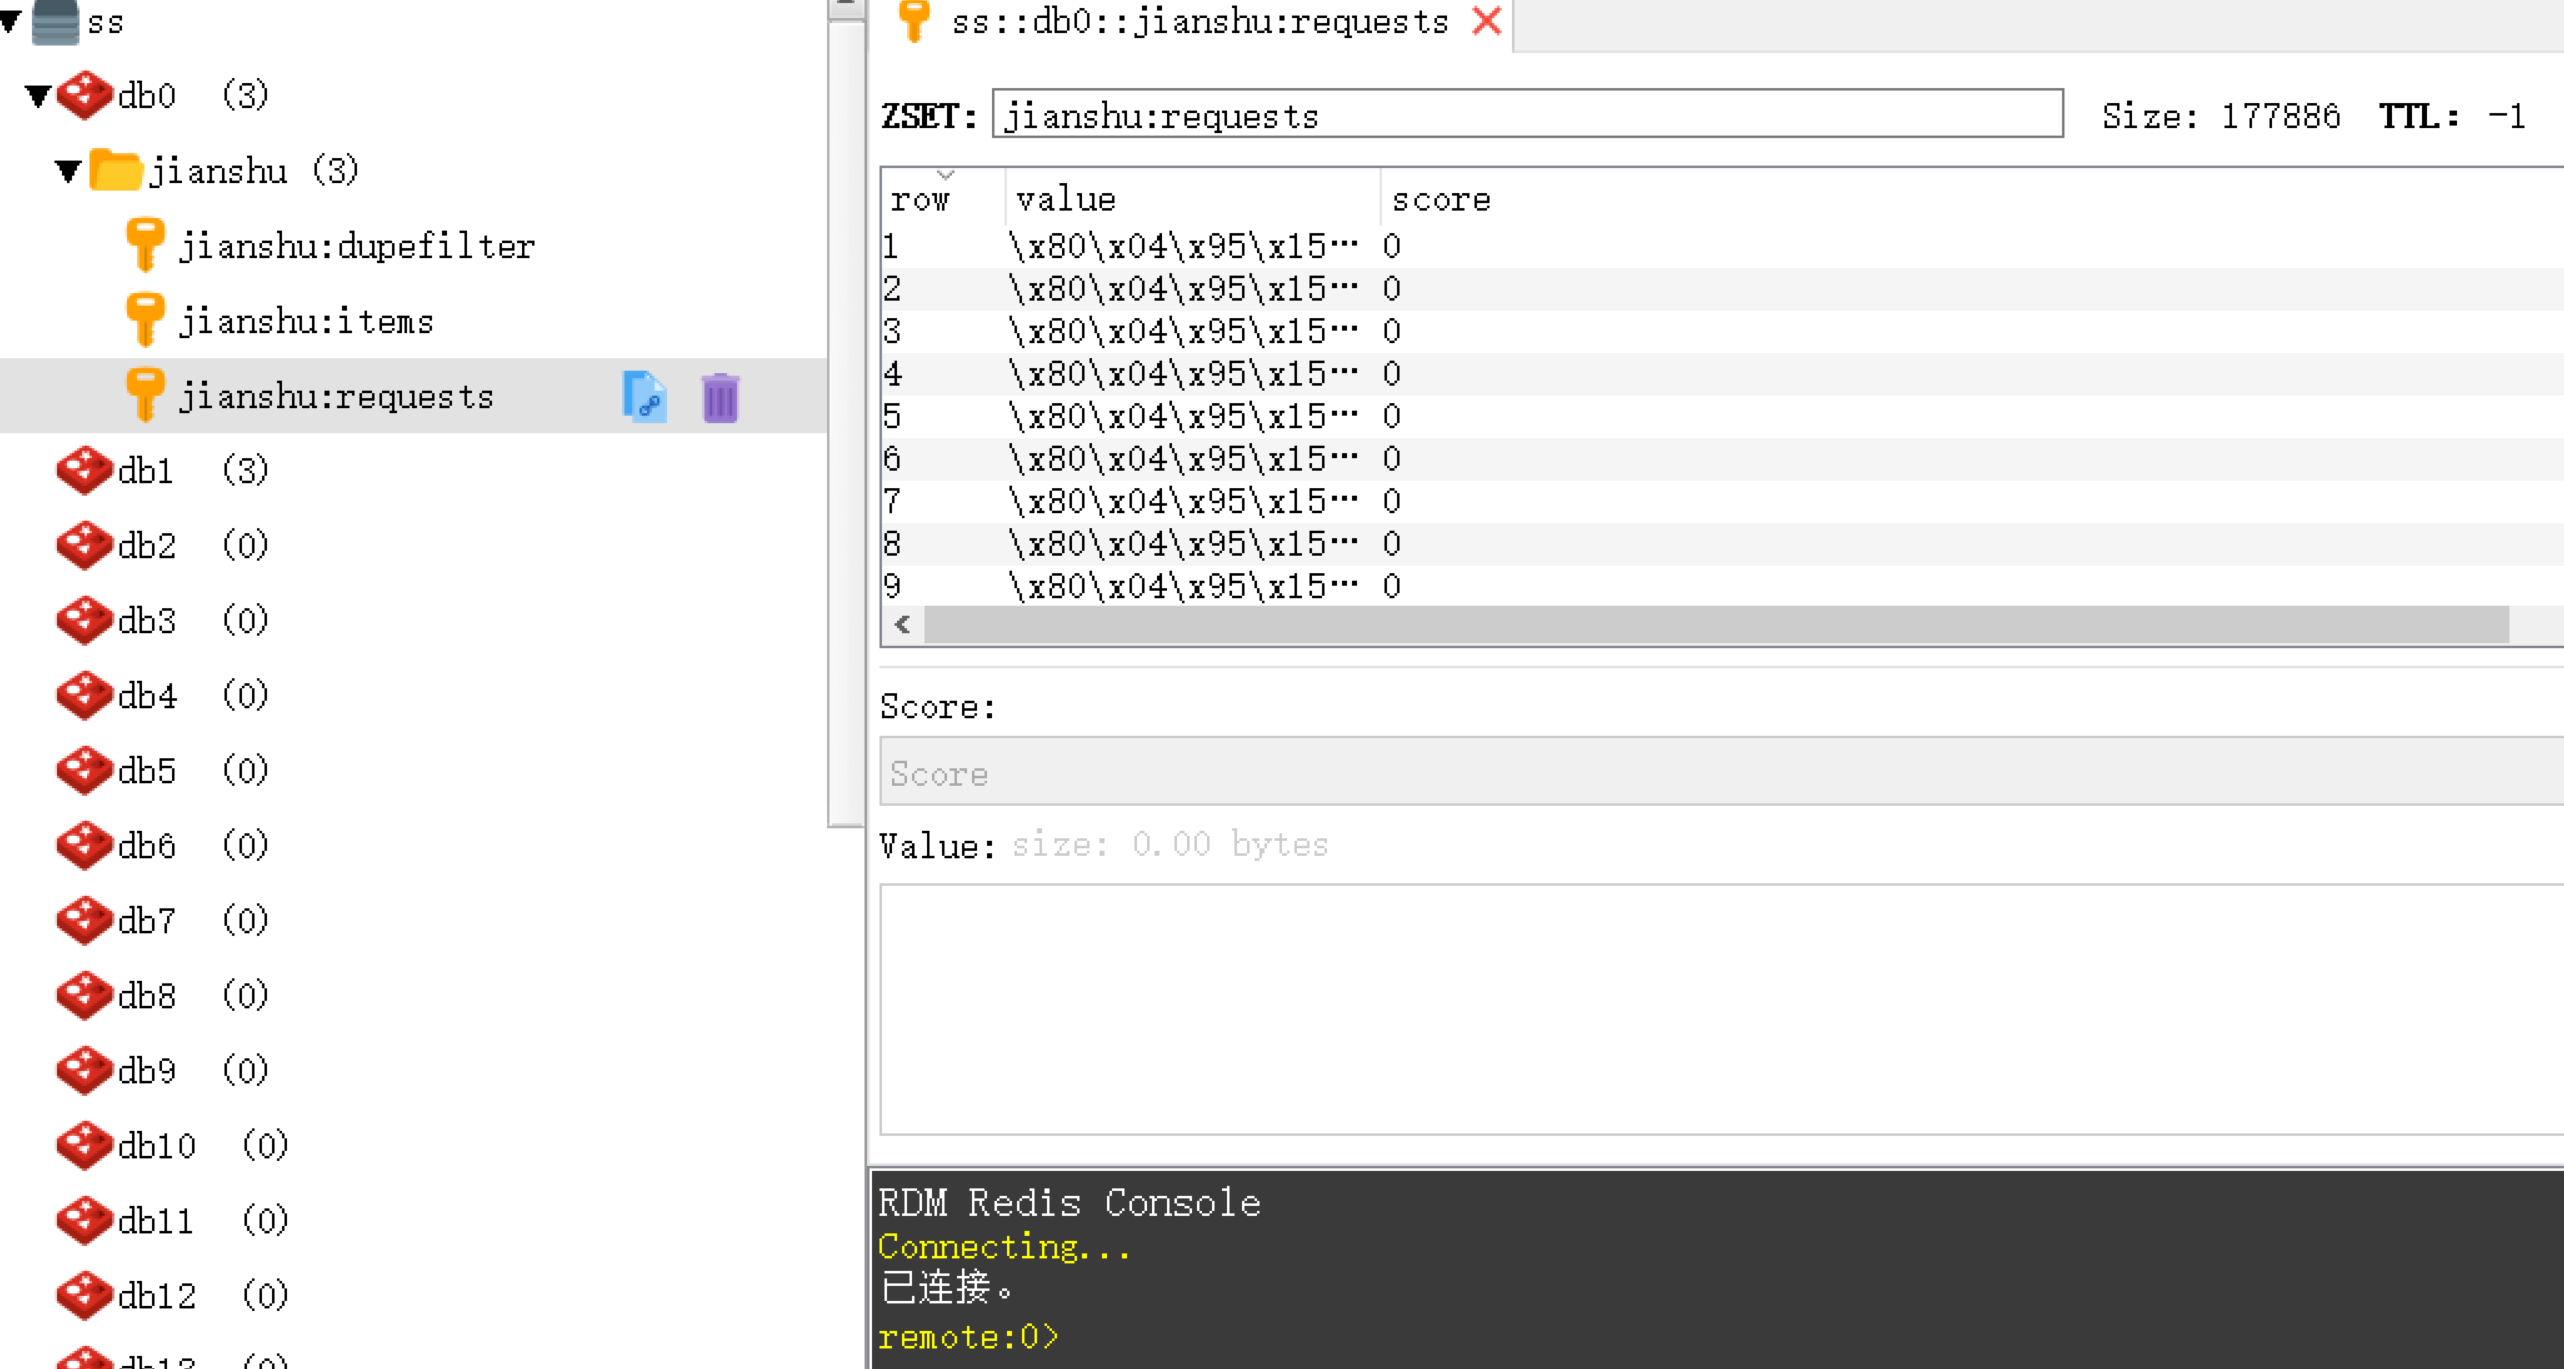 ss
db0 (3)
jianshu (3)
jianshu:dupefilter
jianshu:items
jianshu:requests
db1 (3)
db2 (0)
db3 (0)
db4 (0)
db5 (0)
db6 (0)
db7 (0)
db8 (0)
db9 (0)
db10 (0)
db11 (0)
db12 (0)
db13 (0)
ss::db0::jianshu:requests
ZSET: jianshu:requests Size: 177886 TTL: -1
row value score
1 \x80\x04\x95\x15… 0
2 \x80\x04\x95\x15… 0
3 \x80\x04\x95\x15… 0
4 \x80\x04\x95\x15… 0
5 \x80\x04\x95\x15… 0
6 \x80\x04\x95\x15… 0
7 \x80\x04\x95\x15… 0
8 \x80\x04\x95\x15… 0
9 \x80\x04\x95\x15… 0
Score:
Score
Value: size: 0.00 bytes
RDM Redis Console
Connecting...
已连接。
remote:0>